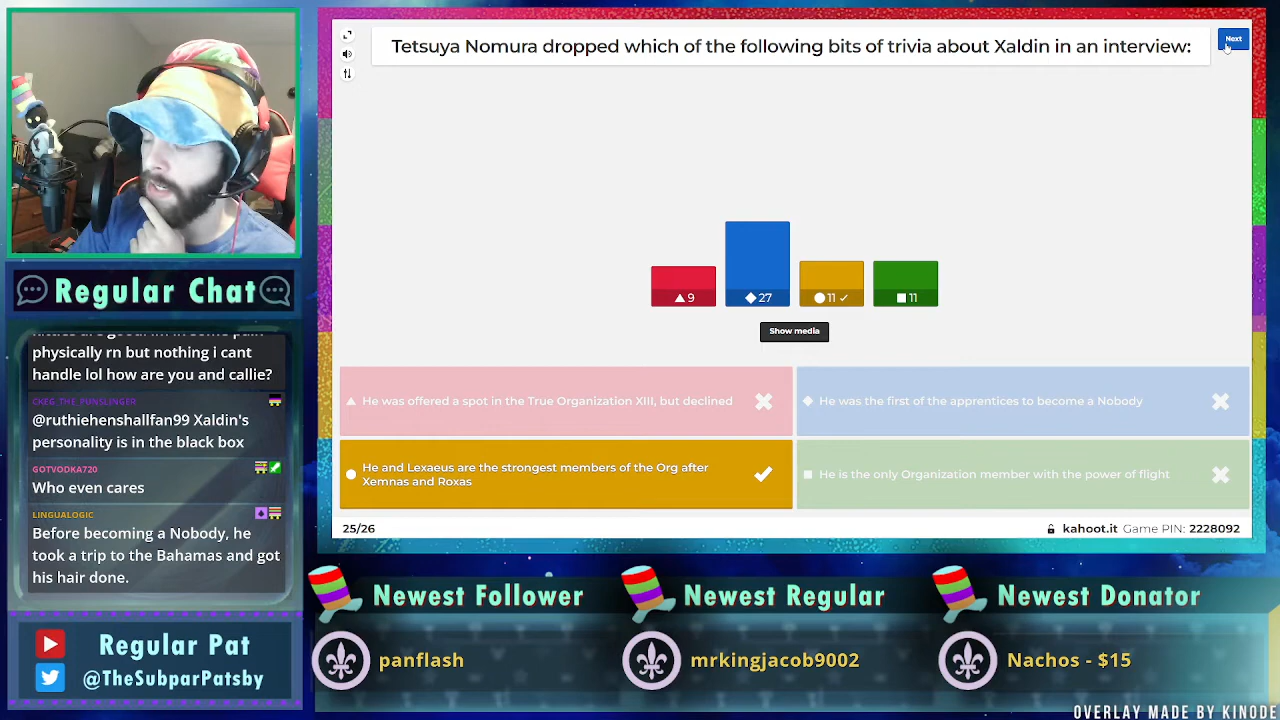 Tetsuya Nomura dropped which of the following bits of trivia about Xaldin in an interview:
Next
▲ 9
◆ 27
● 11 ✓
■ 11
Show media
He was offered a spot in the True Organization XIII, but declined
He was the first of the apprentices to become a Nobody
He and Lexaeus are the strongest members of the Org after
Xemnas and Roxas
He is the only Organization member with the power of flight
25/26
kahoot.it Game PIN: 2228092
Regular Chat
physically rn but nothing i cant
handle lol how are you and callie?
CKEG_THE_PUNSLINGER
@ruthiehenshallfan99 Xaldin's
personality is in the black box
GOTVODKA720
Who even cares
LINGUALOGIC
Before becoming a Nobody, he
took a trip to the Bahamas and got
his hair done.
Regular Pat
@TheSubparPatsby
Newest Follower
panflash
Newest Regular
mrkingjacob9002
Newest Donator
Nachos - $15
OVERLAY MADE BY KINODE